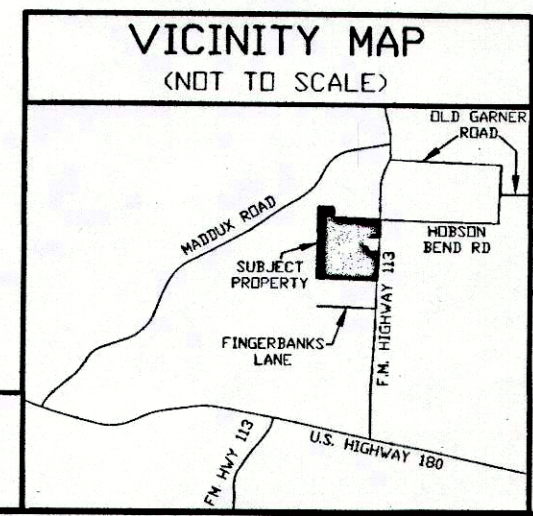 VICINITY MAP
(NOT TO SCALE)
OLD GARNER
ROAD
MADDUX ROAD
HOBSON
BEND RD
SUBJECT
PROPERTY
F.M. HIGHWAY 113
FINGERBANKS
LANE
U.S. HIGHWAY 180
FM HWY 113